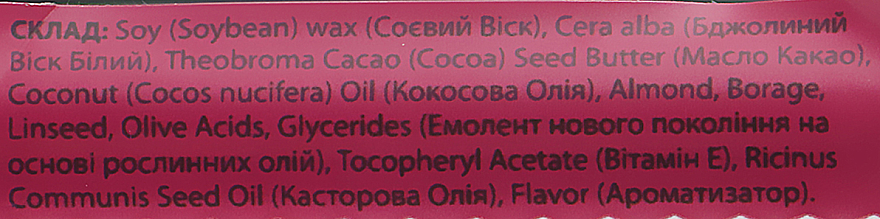 СКЛАД: Soy (Soybean) wax (Соєвий Віск), Cera alba (Бджолиний
Віск Білий), Theobroma Cacao (Cocoa) Seed Butter (Масло Какао),
Coconut (Cocos nucifera) Oil (Кокосова Олія), Almond, Borage,
Linseed, Olive Acids, Glycerides (Емолент нового покоління на
основі рослинних олій), Tocopheryl Acetate (Вітамін Е), Ricinus
Communis Seed Oil (Касторова Олія), Flavor (Ароматизатор).